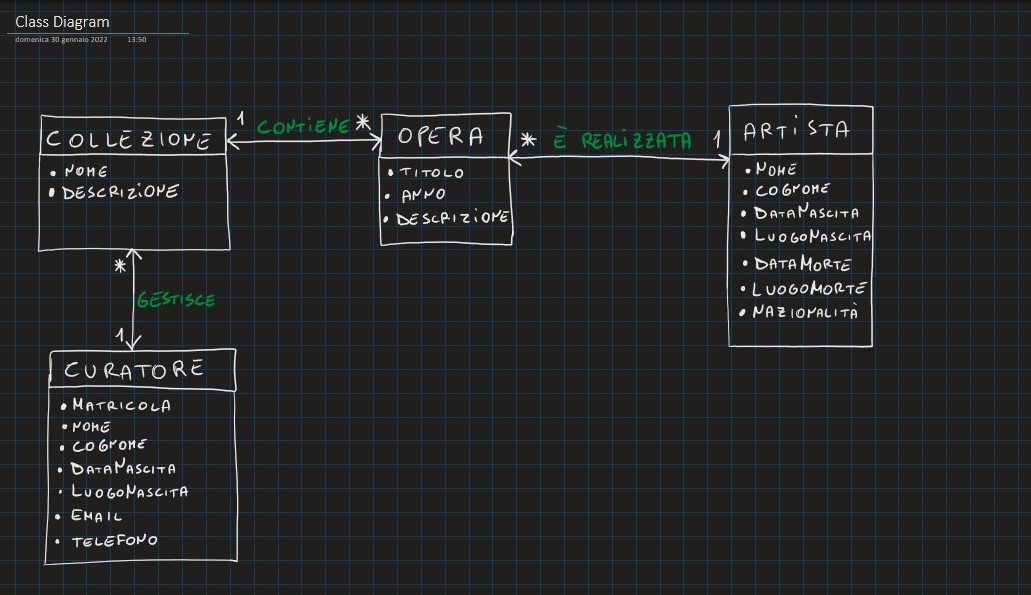 Class Diagram
domenica 30 gennaio 2022 13:50
COLLEZIONE
• NOME
• DESCRIZIONE
1 CONTIENE *
OPERA
• TITOLO
• ANNO
• DESCRIZIONE
* È REALIZZATA 1
ARTISTA
• NOME
• COGNOME
• DATANASCITA
• LUOGONASCITA
• DATAMORTE
• LUOGOMORTE
• NAZIONALITÀ
*
GESTISCE
1
CURATORE
• MATRICOLA
• NOME
• COGNOME
• DATANASCITA
• LUOGONASCITA
• EMAIL
• TELEFONO